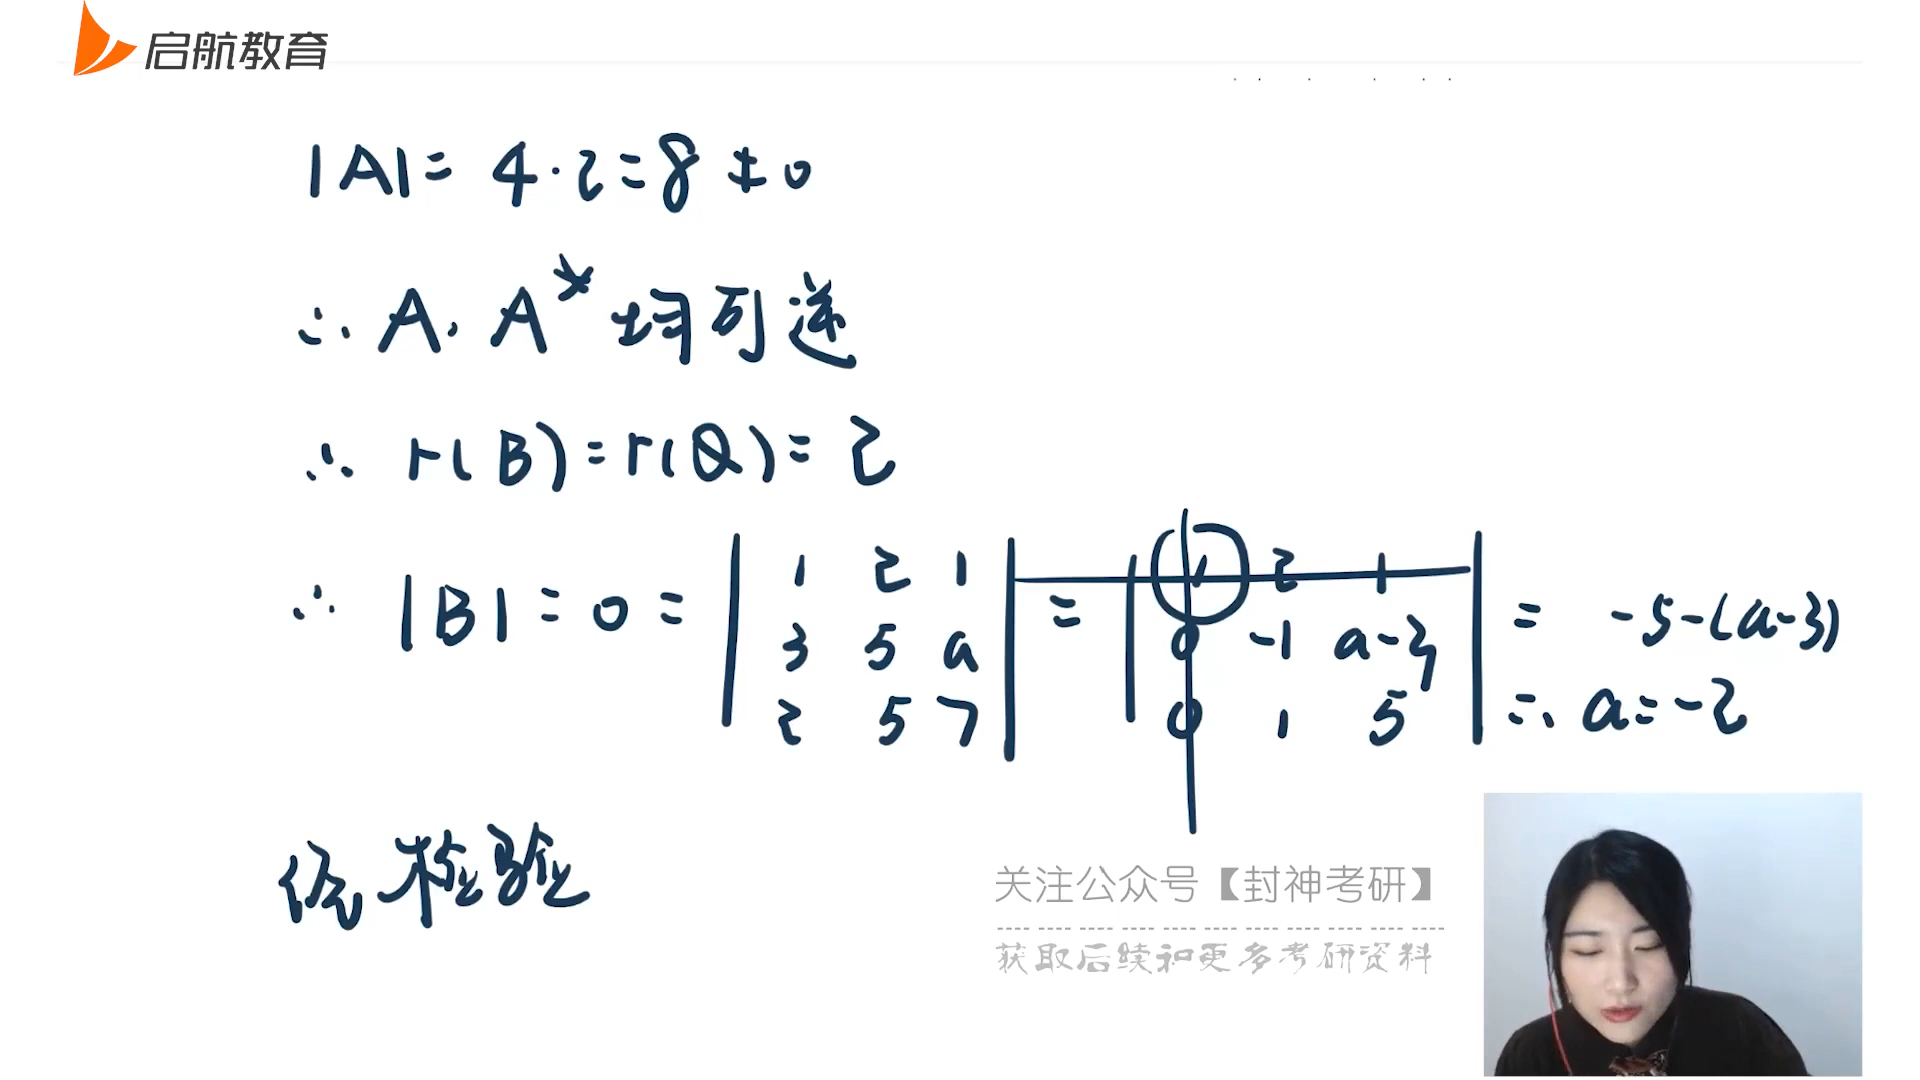 启航教育
|A| = 4·2 = 8 ≠ 0
∴ A, A* 均可逆
∴ r(B) = r(Q) = 2
∴ |B| = 0 = | 1 2 1 | = | 1 2 1 | = -5-(a-3)
| 3 5 a | | 0 -1 a-3 |
| 2 5 7 | | 0 1 5 | ∴ a = -2
经检验
关注公众号【封神考研】
获取后续和更多考研资料